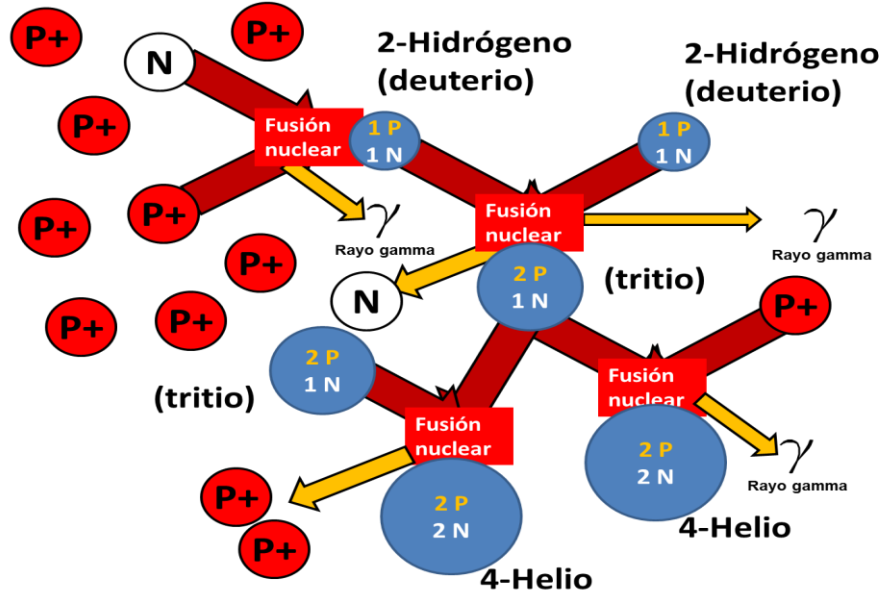 P+
P+
N
2-Hidrógeno
(deuterio)
2-Hidrógeno
(deuterio)
P+
Fusión
nuclear
1 P
1 N
1 P
1 N
P+
P+
γ
Rayo gamma
Fusión
nuclear
γ
Rayo gamma
P+
N
2 P
1 N
(tritio)
P+
P+
P+
2 P
1 N
(tritio)
Fusión
nuclear
Fusión
nuclear
2 P
2 N
γ
Rayo gamma
P+
P+
2 P
2 N
4-Helio
4-Helio